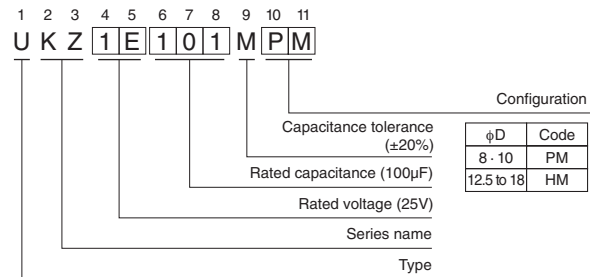 1 2 3 4 5 6 7 8 9 10 11
U K Z 1 E 1 0 1 M P M
Configuration
Capacitance tolerance
(±20%)
Rated capacitance (100µF)
Rated voltage (25V)
Series name
Type
ϕD Code
8 · 10 PM
12.5 to 18 HM